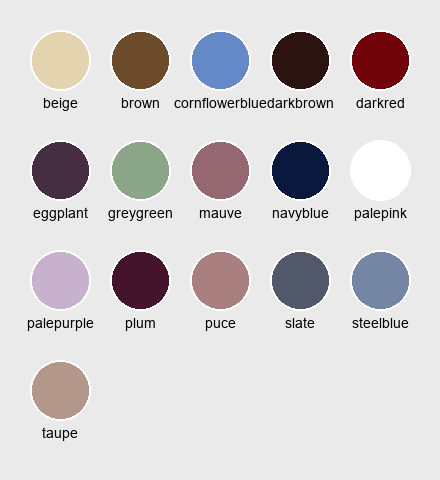 beige brown cornflowerblue darkbrown darkred
eggplant greygreen mauve navyblue palepink
palepurple plum puce slate steelblue
taupe